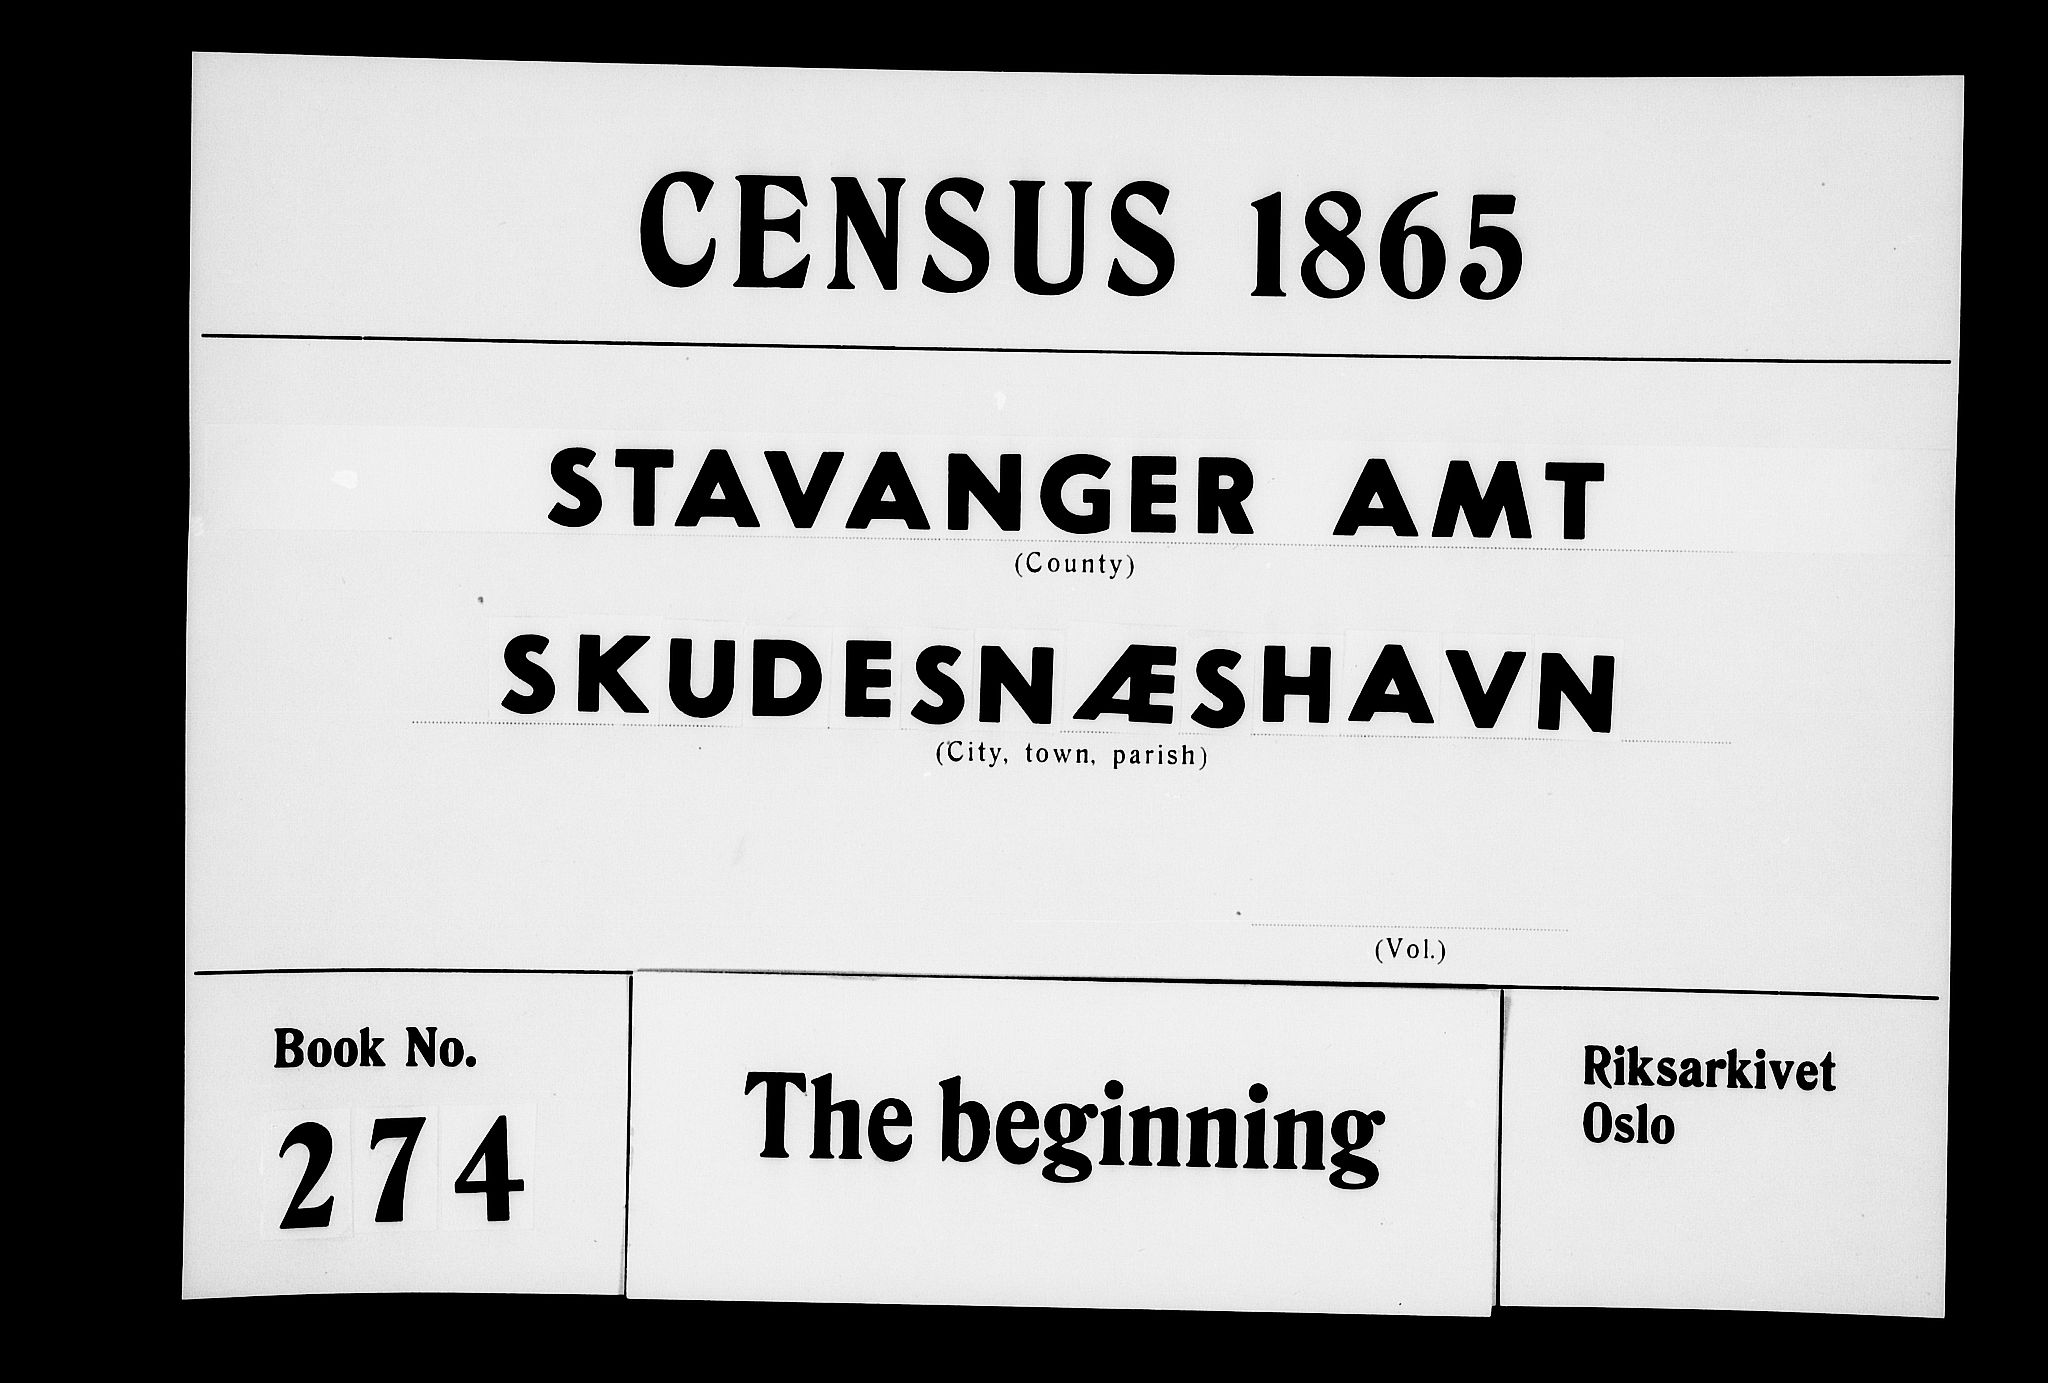 CENSUS 1865
STAVANGER AMT
(County)
SKUDESNÆSHAVN
(City, town, parish)
(Vol.)
Book No.
274
The beginning
Riksarkivet
Oslo